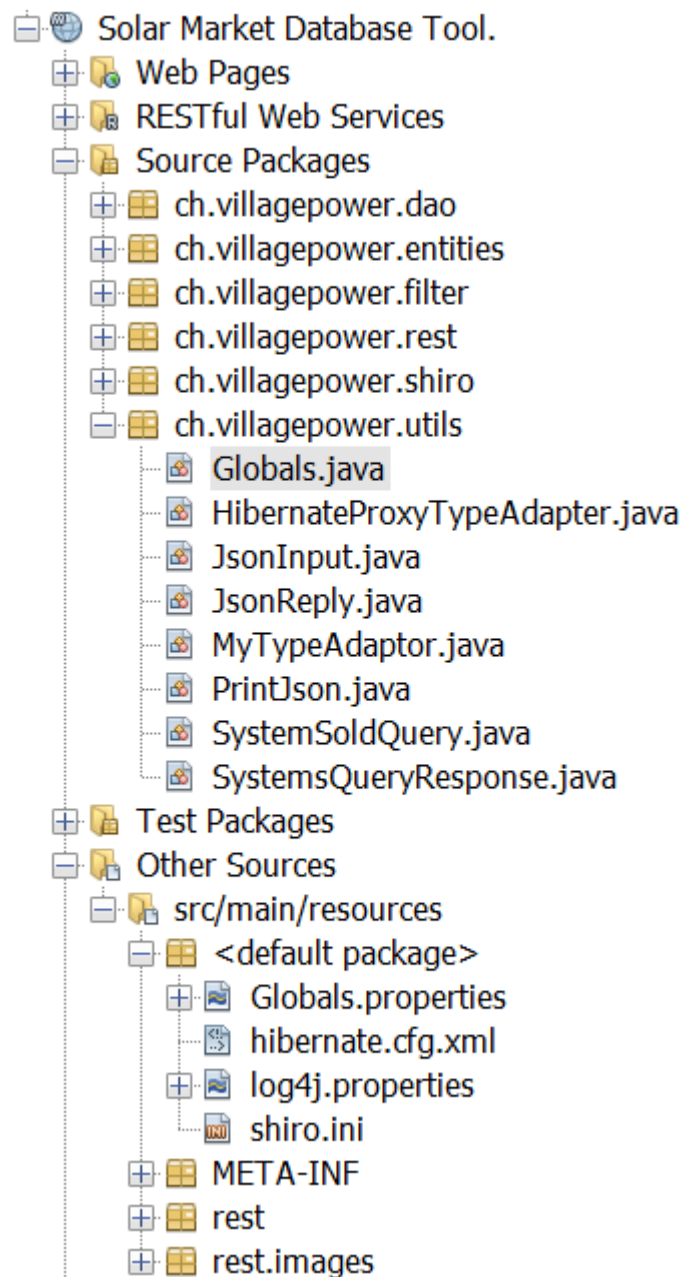 Solar Market Database Tool.
Web Pages
RESTful Web Services
Source Packages
ch.villagepower.dao
ch.villagepower.entities
ch.villagepower.filter
ch.villagepower.rest
ch.villagepower.shiro
ch.villagepower.utils
Globals.java
HibernateProxyTypeAdapter.java
JsonInput.java
JsonReply.java
MyTypeAdaptor.java
PrintJson.java
SystemSoldQuery.java
SystemsQueryResponse.java
Test Packages
Other Sources
src/main/resources
<default package>
Globals.properties
hibernate.cfg.xml
log4j.properties
shiro.ini
META-INF
rest
rest.images